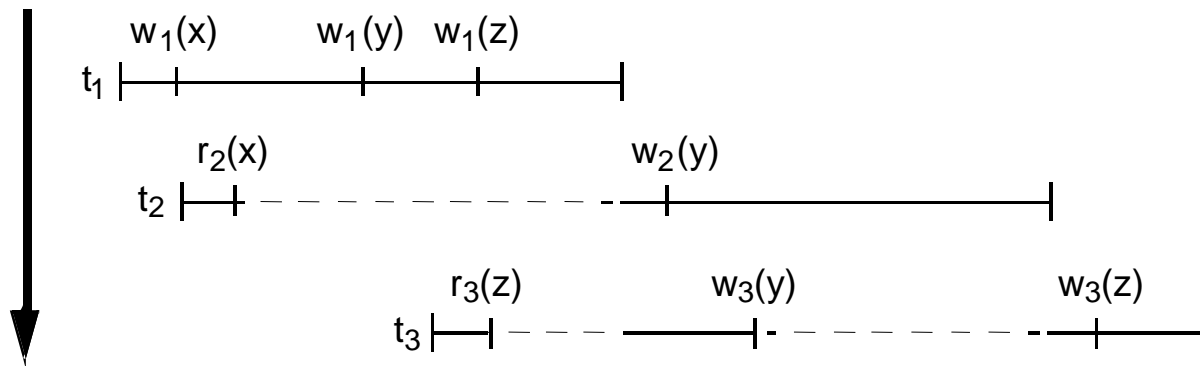 w₁(x) w₁(y) w₁(z)
t₁
r₂(x) w₂(y)
t₂
r₃(z) w₃(y) w₃(z)
t₃